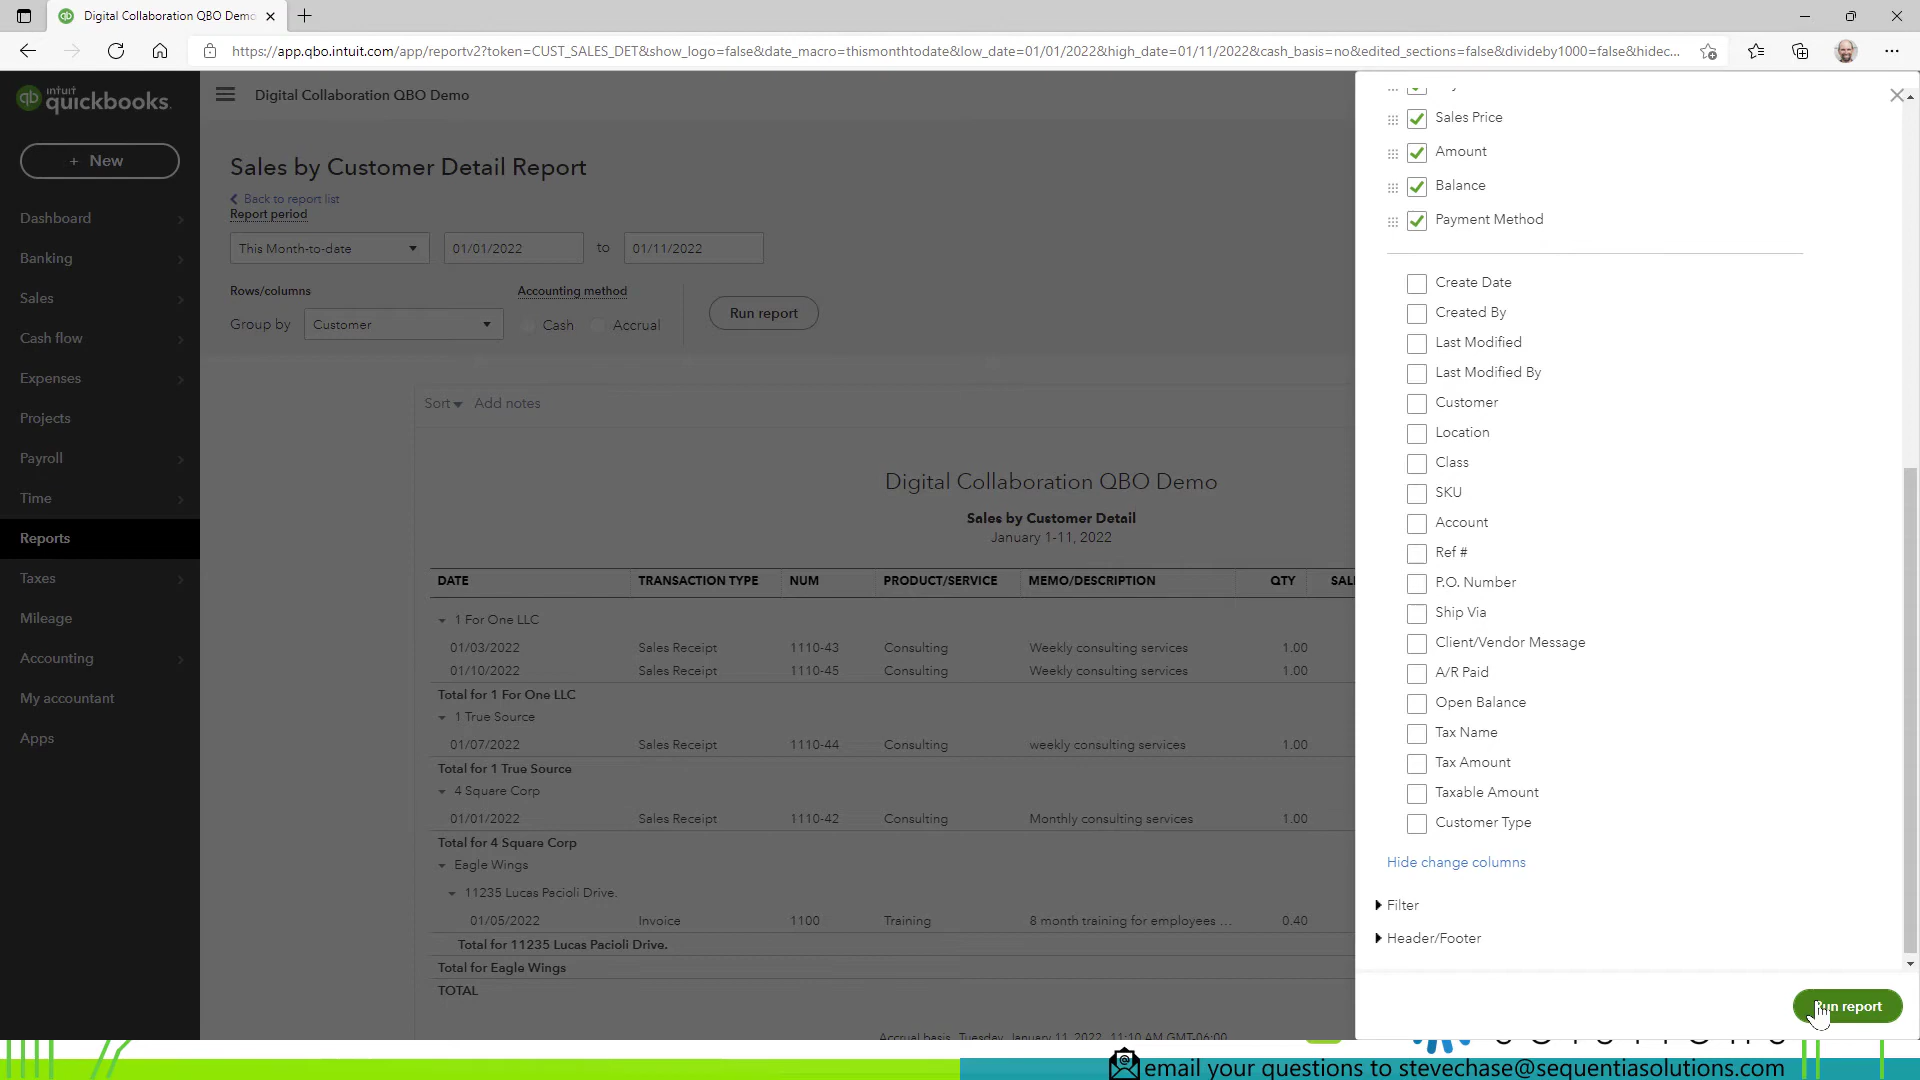 Digital Collaboration QBO Demo
https://app.qbo.intuit.com/app/reportv2?token=CUST_SALES_DET&show_logo=false&date_macro=thismonthtodate&low_date=01/01/2022&high_date=01/11/2022&cash_basis=no&edited_sections=false&divideby1000=false&hidec...
intuit quickbooks.
Digital Collaboration QBO Demo
+ New
Dashboard
Banking
Sales
Cash flow
Expenses
Projects
Payroll
Time
Reports
Taxes
Mileage
Accounting
My accountant
Apps
Sales by Customer Detail Report
Back to report list
Report period
This Month-to-date 01/01/2022 to 01/11/2022
Rows/columns Accounting method
Group by Customer Cash Accrual Run report
Sort Add notes
Digital Collaboration QBO Demo
Sales by Customer Detail
January 1-11, 2022
DATE TRANSACTION TYPE NUM PRODUCT/SERVICE MEMO/DESCRIPTION QTY
1 For One LLC
01/03/2022 Sales Receipt 1110-43 Consulting Weekly consulting services 1.00
01/10/2022 Sales Receipt 1110-45 Consulting Weekly consulting services 1.00
Total for 1 For One LLC
1 True Source
01/07/2022 Sales Receipt 1110-44 Consulting weekly consulting services 1.00
Total for 1 True Source
4 Square Corp
01/01/2022 Sales Receipt 1110-42 Consulting Monthly consulting services 1.00
Total for 4 Square Corp
Eagle Wings
11235 Lucas Pacioli Drive.
01/05/2022 Invoice 1100 Training 8 month training for employees ... 0.40
Total for 11235 Lucas Pacioli Drive.
Total for Eagle Wings
TOTAL
Accrual basis Tuesday, January 11, 2022 11:10 AM GMT-06:00
Sales Price
Amount
Balance
Payment Method
Create Date
Created By
Last Modified
Last Modified By
Customer
Location
Class
SKU
Account
Ref #
P.O. Number
Ship Via
Client/Vendor Message
A/R Paid
Open Balance
Tax Name
Tax Amount
Taxable Amount
Customer Type
Hide change columns
Filter
Header/Footer
Run report
email your questions to stevechase@sequentiasolutions.com